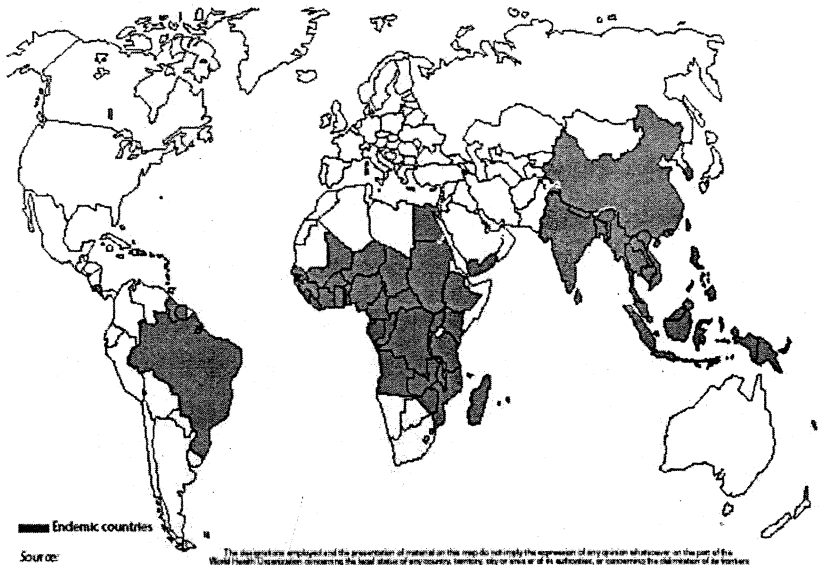 Endemic countries
Source:
The designations employed and the presentation of material on this map do not imply the expression of any opinion whatsoever on the part of the
World Health Organization concerning the legal status of any country, territory, city or area or of its authorities, or concerning the delimitation of its frontiers